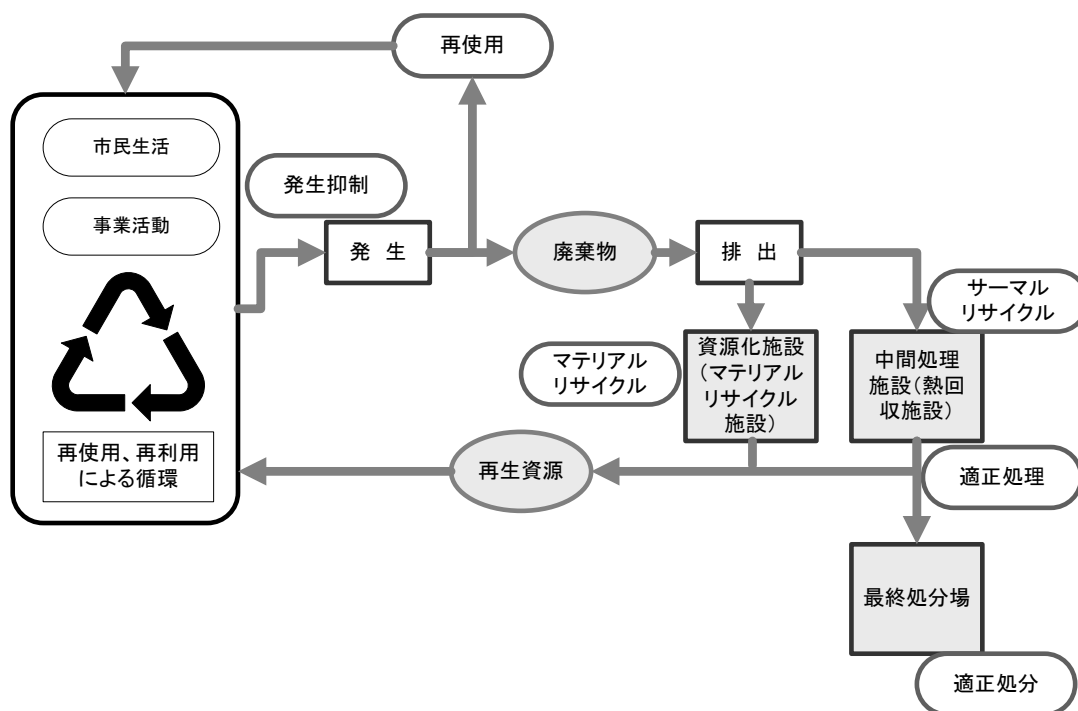 再使用
市民生活
発生抑制
事業活動
発 生
廃棄物
排 出
サーマル
リサイクル
マテリアル
リサイクル
資源化施設
（マテリアル
リサイクル
施設）
中間処理
施設（熱回
収施設）
再使用、再利用
による循環
再生資源
適正処理
最終処分場
適正処分